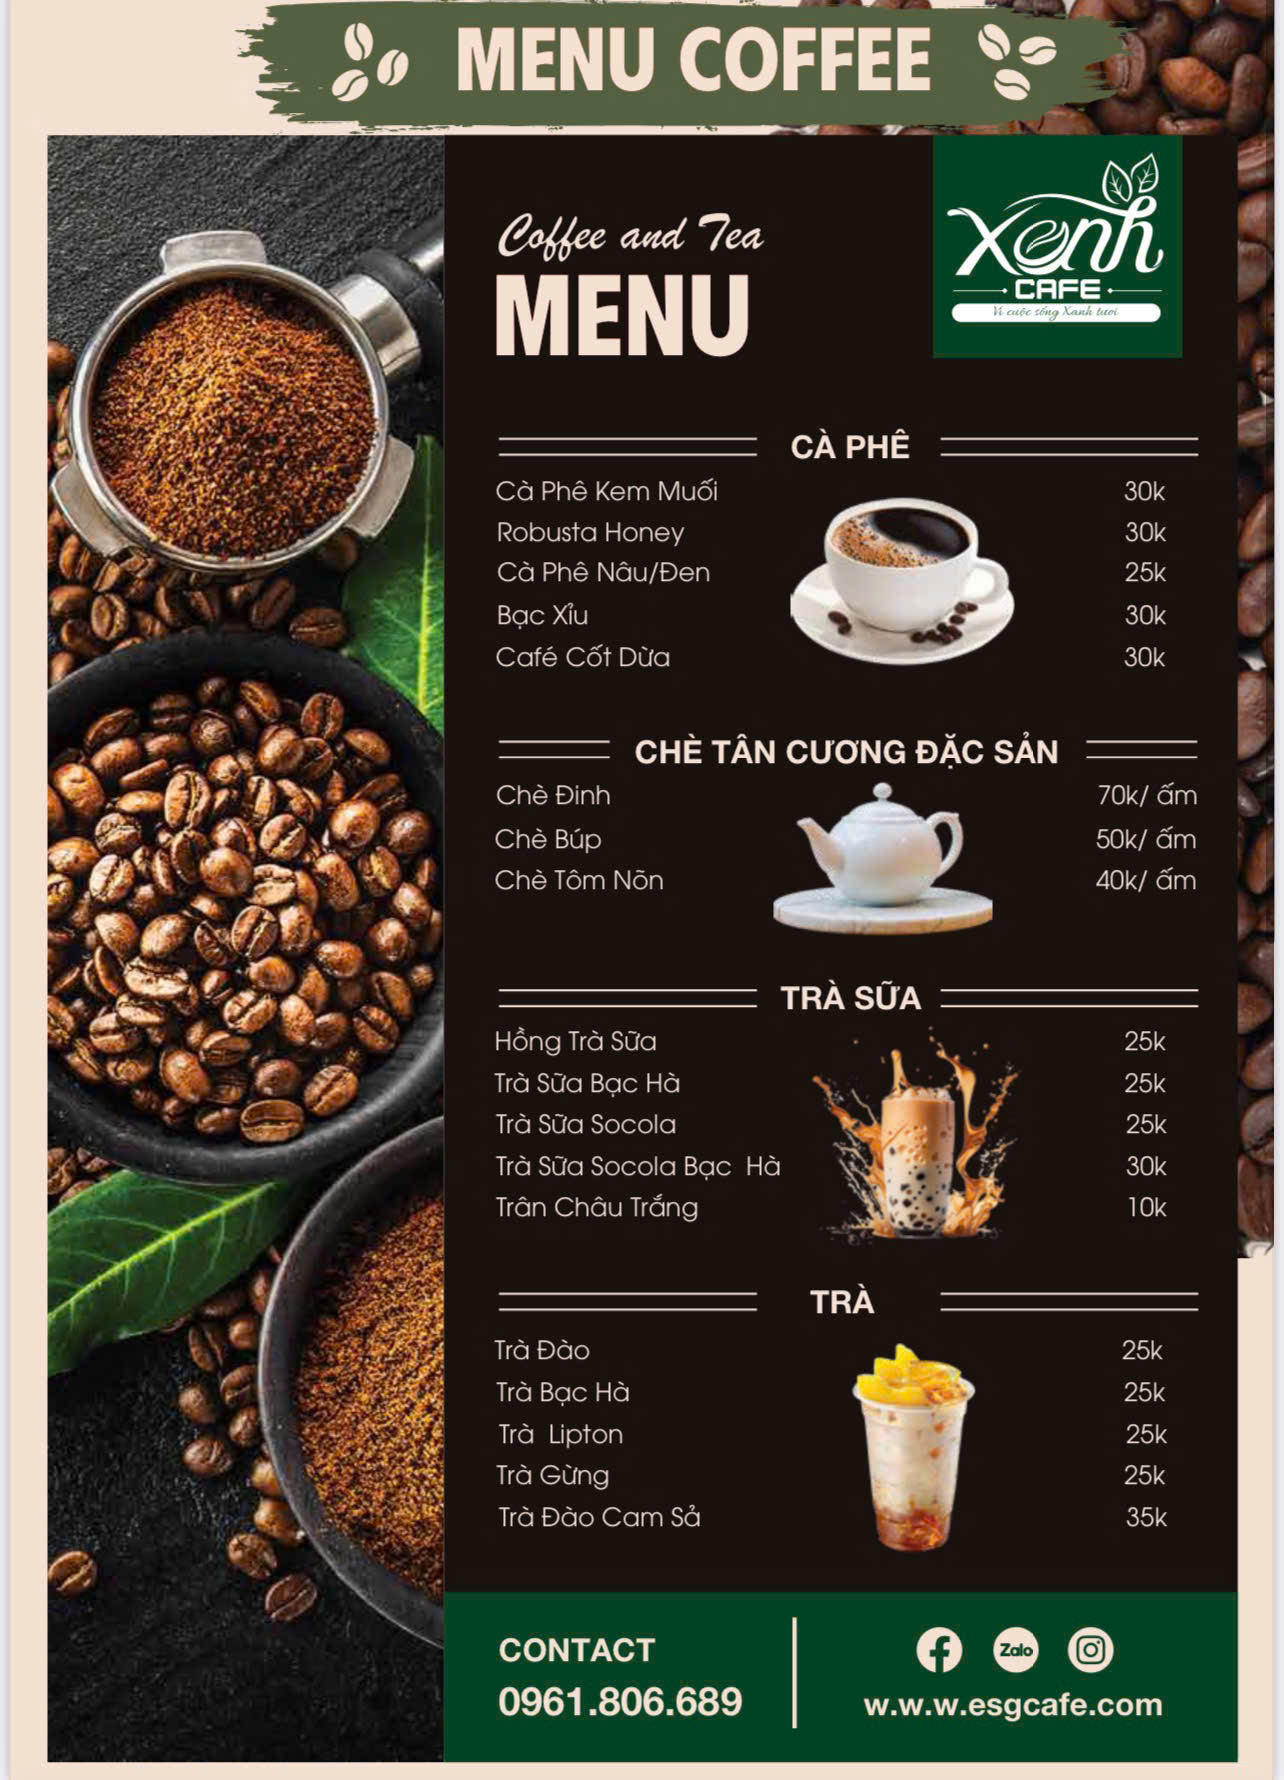 MENU COFFEE
Coffee and Tea
MENU
Xanh
CAFE
Vì cuộc sống Xanh tươi
CÀ PHÊ
Cà Phê Kem Muối 30k
Robusta Honey 30k
Cà Phê Nâu/Đen 25k
Bạc Xỉu 30k
Café Cốt Dừa 30k
CHÈ TÂN CƯƠNG ĐẶC SẢN
Chè Đinh 70k/ ấm
Chè Búp 50k/ ấm
Chè Tôm Nõn 40k/ ấm
TRÀ SỮA
Hồng Trà Sữa 25k
Trà Sữa Bạc Hà 25k
Trà Sữa Socola 25k
Trà Sữa Socola Bạc  Hà 30k
Trân Châu Trắng 10k
TRÀ
Trà Đào 25k
Trà Bạc Hà 25k
Trà  Lipton 25k
Trà Gừng 25k
Trà Đào Cam Sả 35k
CONTACT
0961.806.689
Zalo
w.w.w.esgcafe.com